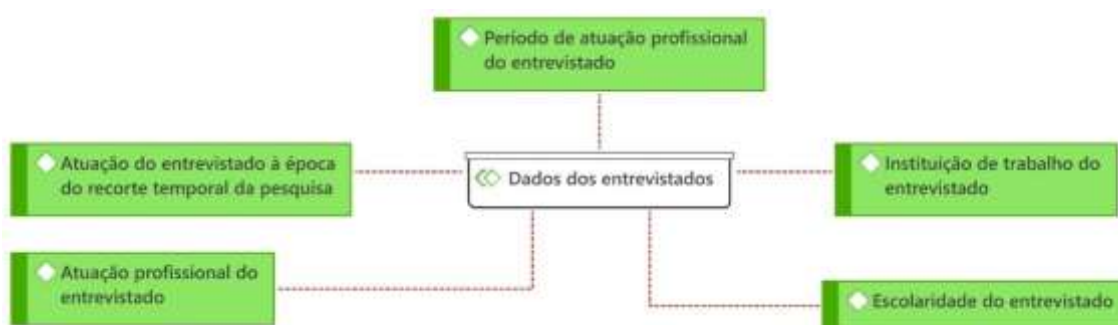 Período de atuação profissional
do entrevistado
Atuação do entrevistado à época
do recorte temporal da pesquisa
Dados dos entrevistados
Instituição de trabalho do
entrevistado
Atuação profissional do
entrevistado
Escolaridade do entrevistado